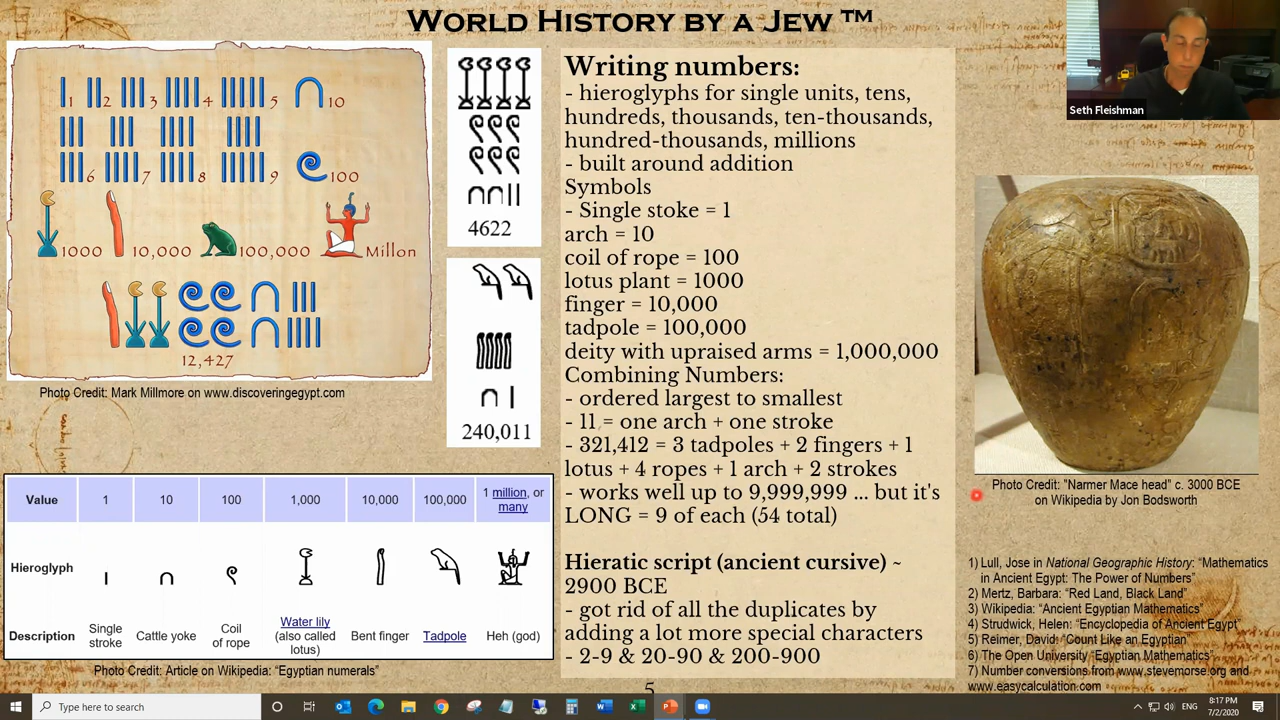 WORLD HISTORY BY A JEW ™
1 2 3 4 5 10
6 7 8 9 100
1000 10,000 100,000 Millon
12,427
Photo Credit: Mark Millmore on www.discoveringegypt.com
4622
240,011
Value 1 10 100 1,000 10,000 100,000 1 million, or
many
Hieroglyph
Description Single
stroke
Cattle yoke
Coil
of rope
Water lily
(also called
lotus)
Bent finger
Tadpole
Heh (god)
Photo Credit: Article on Wikipedia: “Egyptian numerals”
Writing numbers:
- hieroglyphs for single units, tens,
hundreds, thousands, ten-thousands,
hundred-thousands, millions
- built around addition
Symbols
- Single stoke = 1
arch = 10
coil of rope = 100
lotus plant = 1000
finger = 10,000
tadpole = 100,000
deity with upraised arms = 1,000,000
Combining Numbers:
- ordered largest to smallest
- 11 = one arch + one stroke
- 321,412 = 3 tadpoles + 2 fingers + 1
lotus + 4 ropes + 1 arch + 2 strokes
- works well up to 9,999,999 ... but it's
LONG = 9 of each (54 total)
Hieratic script (ancient cursive) ~
2900 BCE
- got rid of all the duplicates by
adding a lot more special characters
- 2-9 & 20-90 & 200-900
5
Seth Fleishman
Photo Credit: "Narmer Mace head" c. 3000 BCE
on Wikipedia by Jon Bodsworth
1) Lull, Jose in National Geographic History: “Mathematics
in Ancient Egypt: The Power of Numbers”
2) Mertz, Barbara: “Red Land, Black Land”
3) Wikipedia: “Ancient Egyptian Mathematics”
4) Strudwick, Helen: “Encyclopedia of Ancient Egypt”
5) Reimer, David: “Count Like an Egyptian”
6) The Open University “Egyptian Mathematics”
7) Number conversions from www.stevemorse.org and
www.easycalculation.com
Type here to search
8:17 PM
7/2/2020
ENG